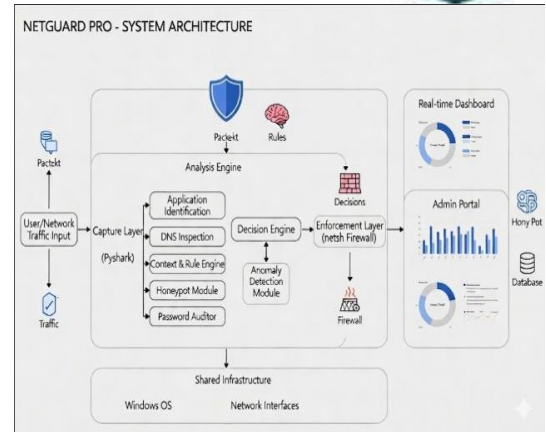 NETGUARD PRO - SYSTEM ARCHITECTURE
Packekt
Rules
Analysis Engine
Pactekt
User/Network
Traffic Input
Traffic
Capture Layer
(Pyshark)
Application
Identification
DNS Inspection
Context & Rule Engine
Honeypot Module
Password Auditor
Decision Engine
Anomaly
Detection
Module
Decisions
Enforcement Layer
(netsh Firewall)
Firewall
Real-time Dashboard
Admin Portal
Hony Pot
Database
Shared Infrastructure
Windows OS
Network Interfaces